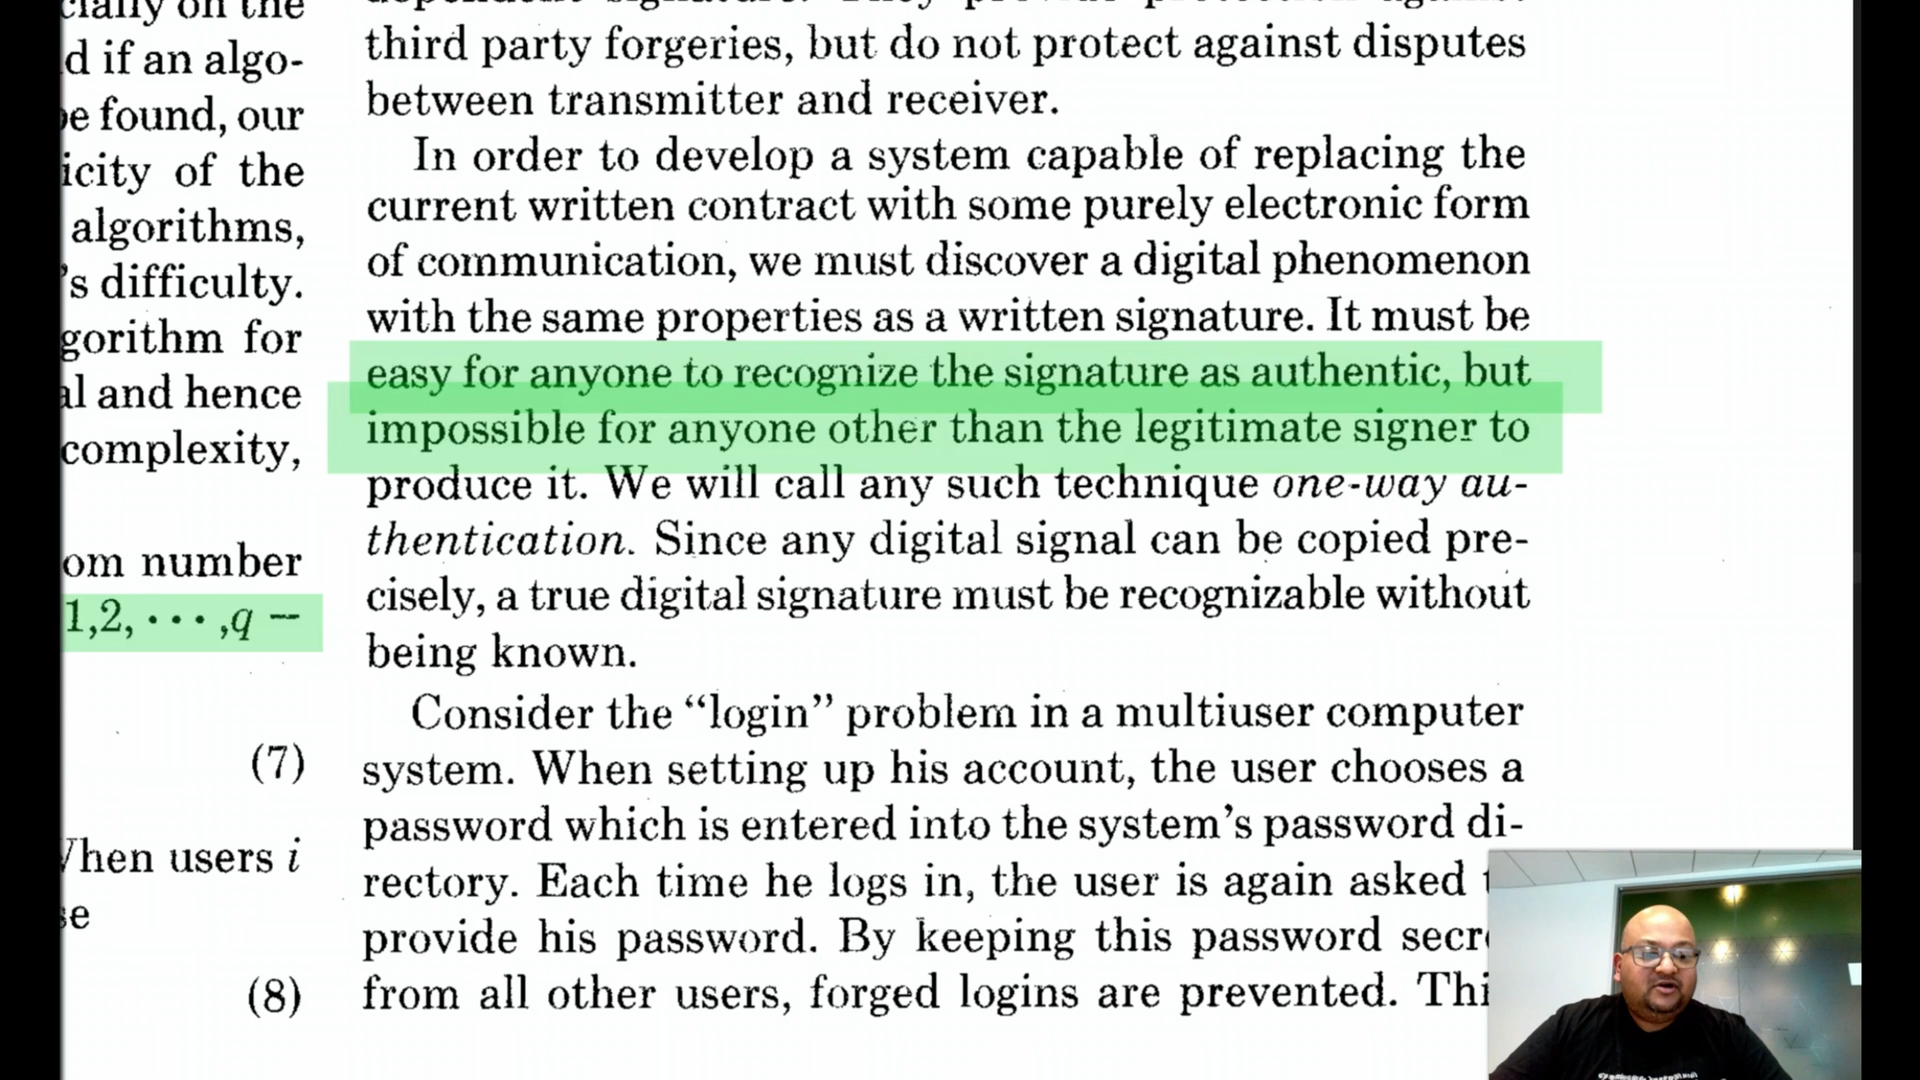 cially on the
d if an algo-
be found, our
icity of the
algorithms,
's difficulty.
gorithm for
al and hence
complexity,
om number
1,2, ··· ,q –
(7)
When users i
se
(8)
third party forgeries, but do not protect against disputes
between transmitter and receiver.
In order to develop a system capable of replacing the
current written contract with some purely electronic form
of communication, we must discover a digital phenomenon
with the same properties as a written signature. It must be
easy for anyone to recognize the signature as authentic, but
impossible for anyone other than the legitimate signer to
produce it. We will call any such technique one-way au-
thentication. Since any digital signal can be copied pre-
cisely, a true digital signature must be recognizable without
being known.
Consider the “login” problem in a multiuser computer
system. When setting up his account, the user chooses a
password which is entered into the system's password di-
rectory. Each time he logs in, the user is again asked t
provide his password. By keeping this password secr
from all other users, forged logins are prevented. Thi